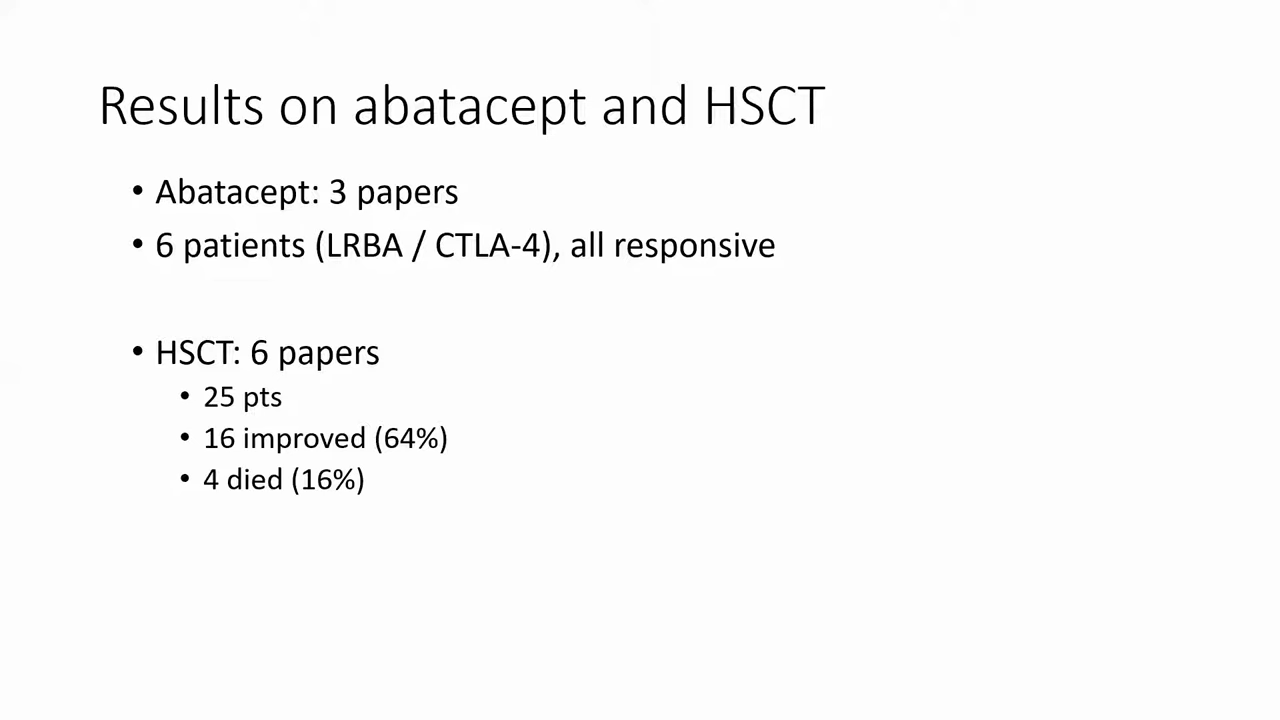 Results on abatacept and HSCT
• Abatacept: 3 papers
• 6 patients (LRBA / CTLA-4), all responsive
• HSCT: 6 papers
• 25 pts
• 16 improved (64%)
• 4 died (16%)